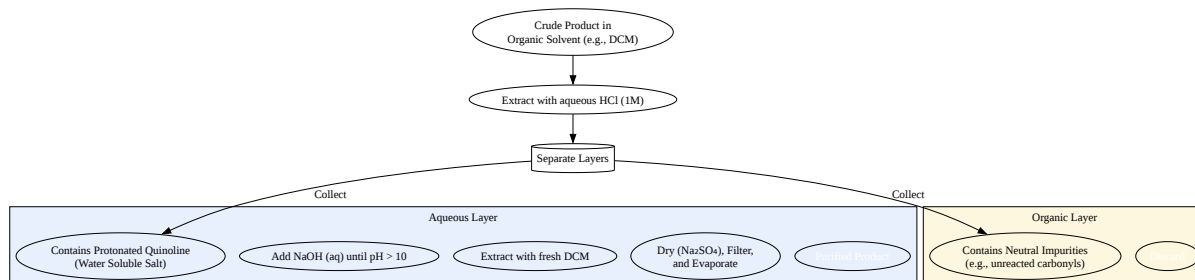 Crude Product in
Organic Solvent (e.g., DCM)
Extract with aqueous HCl (1M)
Separate Layers
Collect
Collect
Aqueous Layer
Contains Protonated Quinoline
(Water Soluble Salt)
Add NaOH (aq) until pH > 10
Extract with fresh DCM
Dry (Na₂SO₄), Filter,
and Evaporate
Purified Product
Organic Layer
Contains Neutral Impurities
(e.g., unreacted carbonyls)
Discard